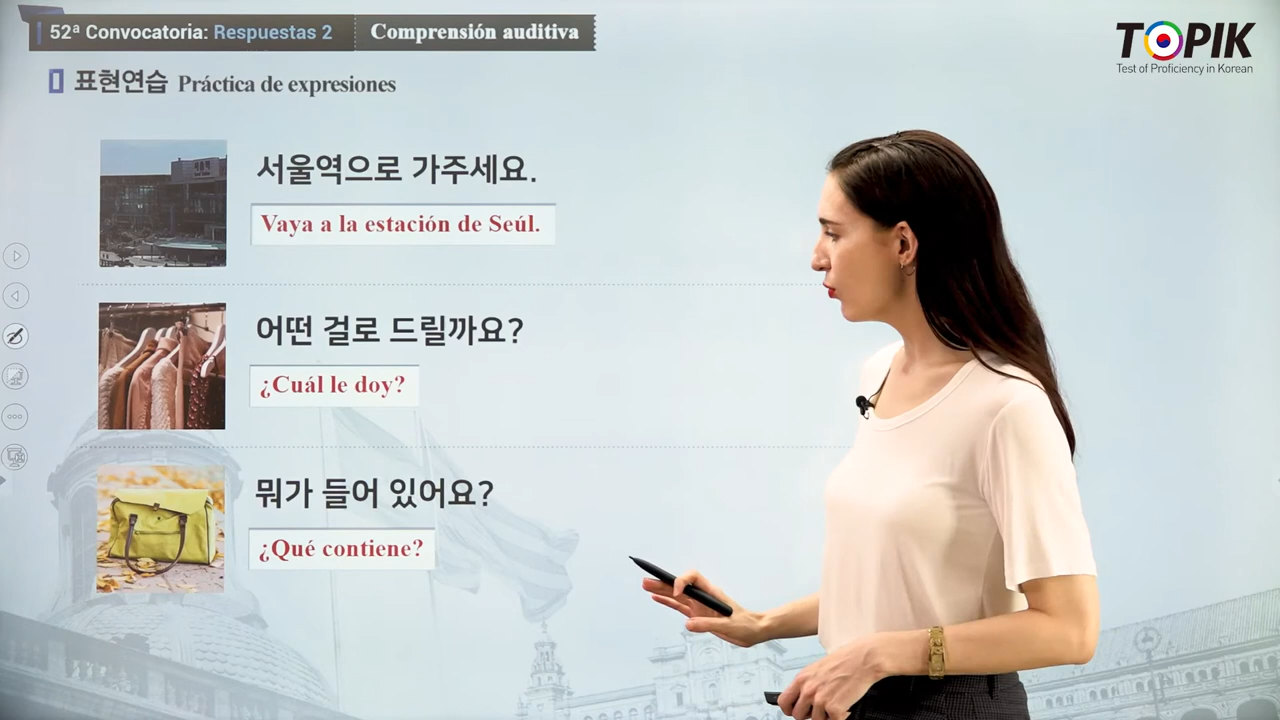 52ª Convocatoria: Respuestas 2 Comprensión auditiva
TOPIK
Test of Proficiency in Korean
표현연습 Práctica de expresiones
서울역으로 가주세요.
Vaya a la estación de Seúl.
어떤 걸로 드릴까요?
¿Cuál le doy?
뭐가 들어 있어요?
¿Qué contiene?